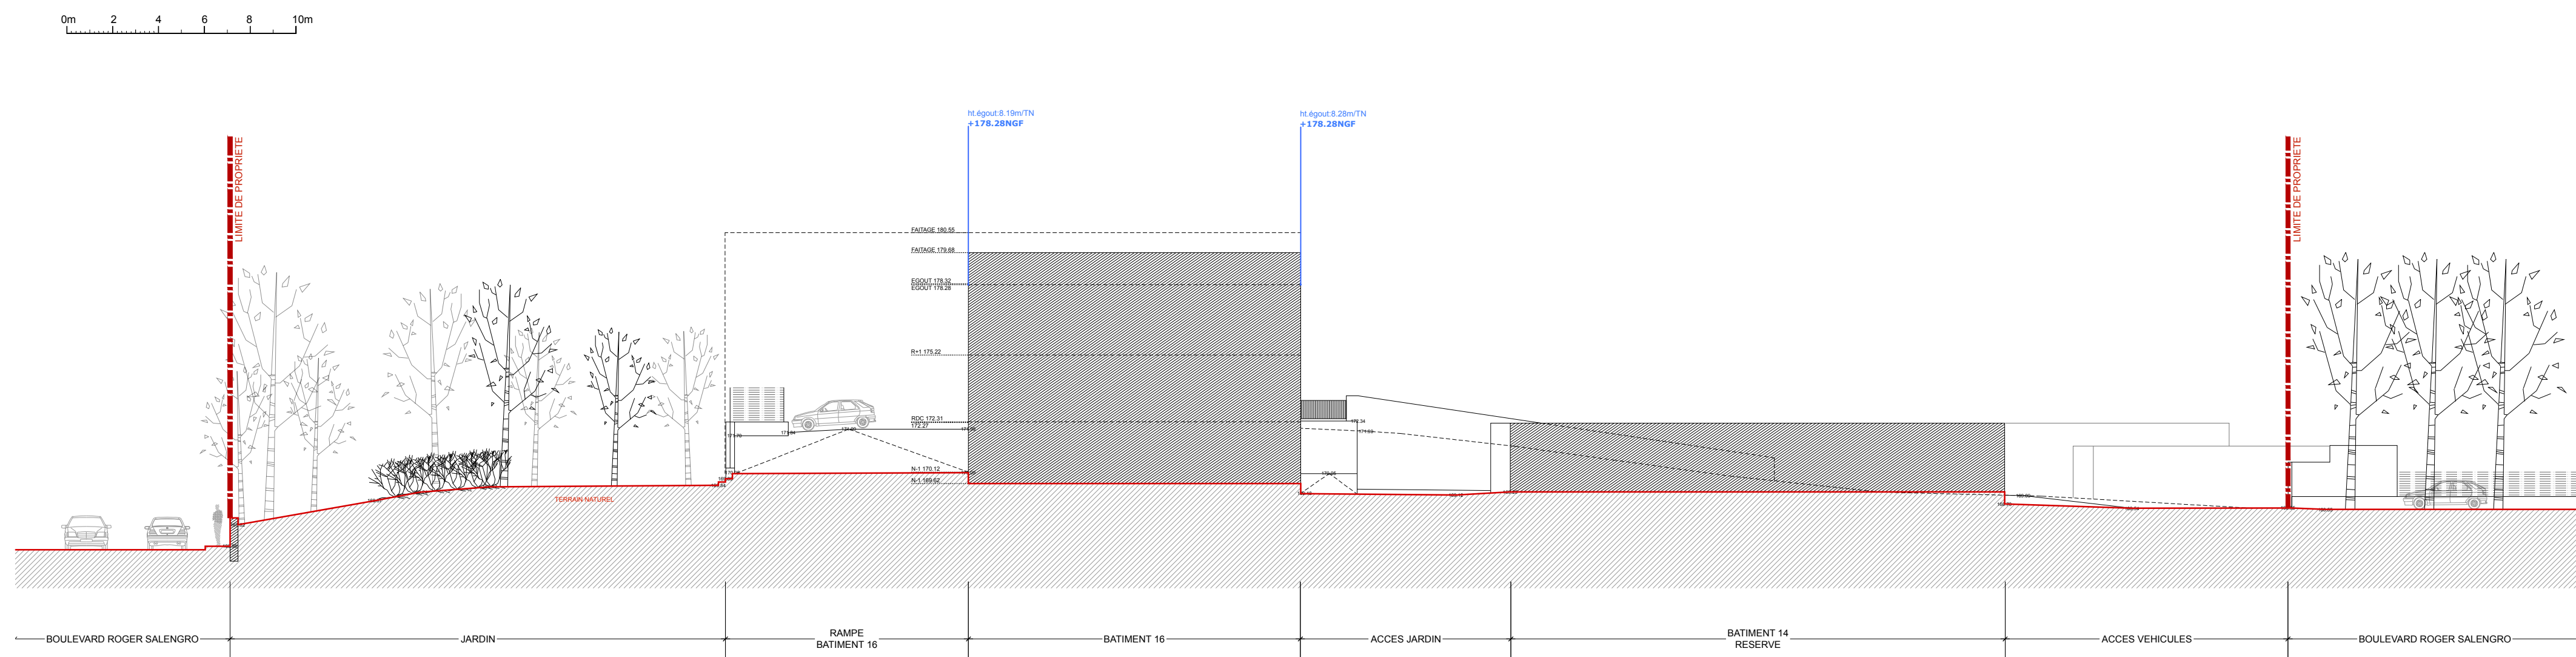 0m 2 4 6 8 10m
ht.égout:8.19m/TN
+178.28NGF
ht.égout:8.28m/TN
+178.28NGF
LIMITE DE PROPRIETE
LIMITE DE PROPRIETE
FAITAGE 180.55
FAITAGE 179.68
EGOUT 178.32
EGOUT 178.28
R+1 175.22
RDC 172.31
172.27
172.34
N-1 170.12
N-1 169.62
TERRAIN NATUREL
BOULEVARD ROGER SALENGRO
JARDIN
RAMPE
BATIMENT 16
BATIMENT 16
ACCES JARDIN
BATIMENT 14
RESERVE
ACCES VEHICULES
BOULEVARD ROGER SALENGRO